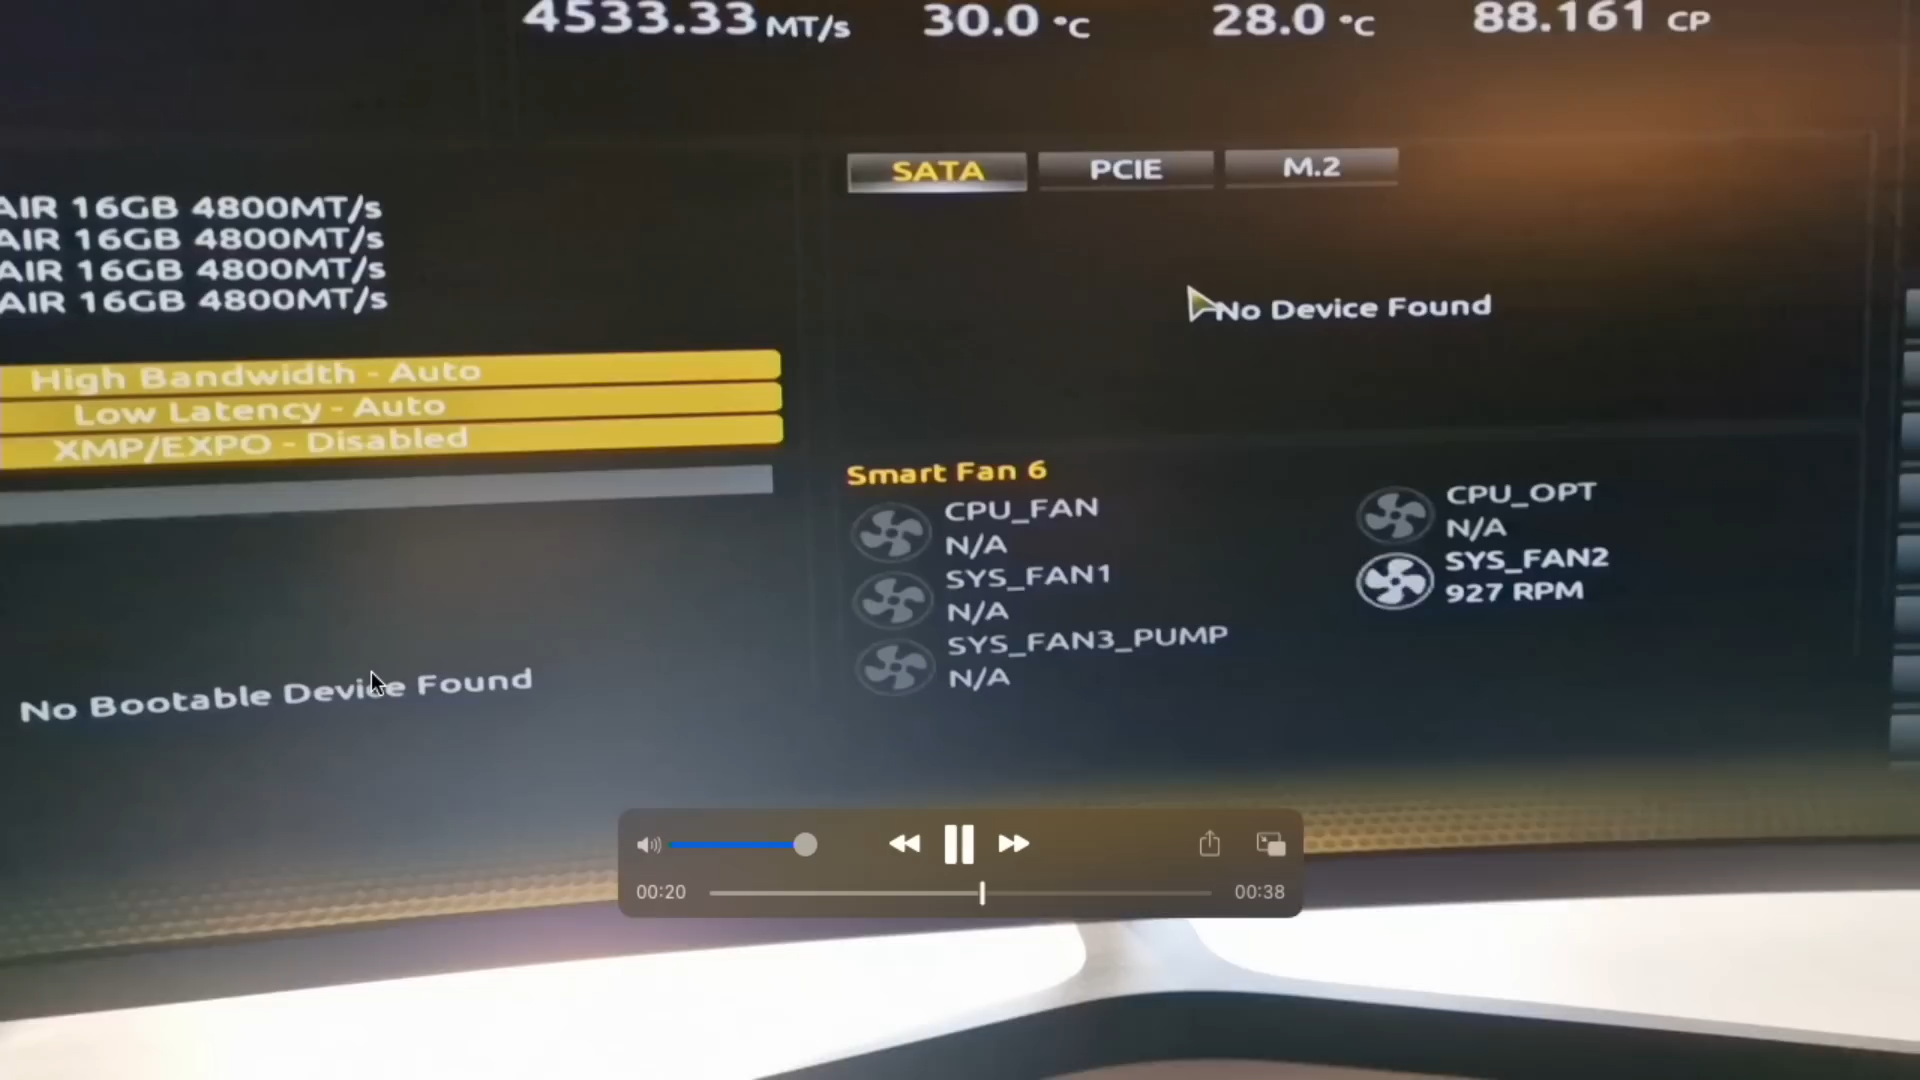 4533.33 MT/s 30.0 °C 28.0 °C 88.161 CP
SATA PCIE M.2
AIR 16GB 4800MT/s
AIR 16GB 4800MT/s
AIR 16GB 4800MT/s
AIR 16GB 4800MT/s
No Device Found
High Bandwidth - Auto
Low Latency - Auto
XMP/EXPO - Disabled
Smart Fan 6
CPU_FAN
N/A
CPU_OPT
N/A
SYS_FAN1
N/A
SYS_FAN2
927 RPM
SYS_FAN3_PUMP
N/A
No Bootable Device Found
00:20 00:38